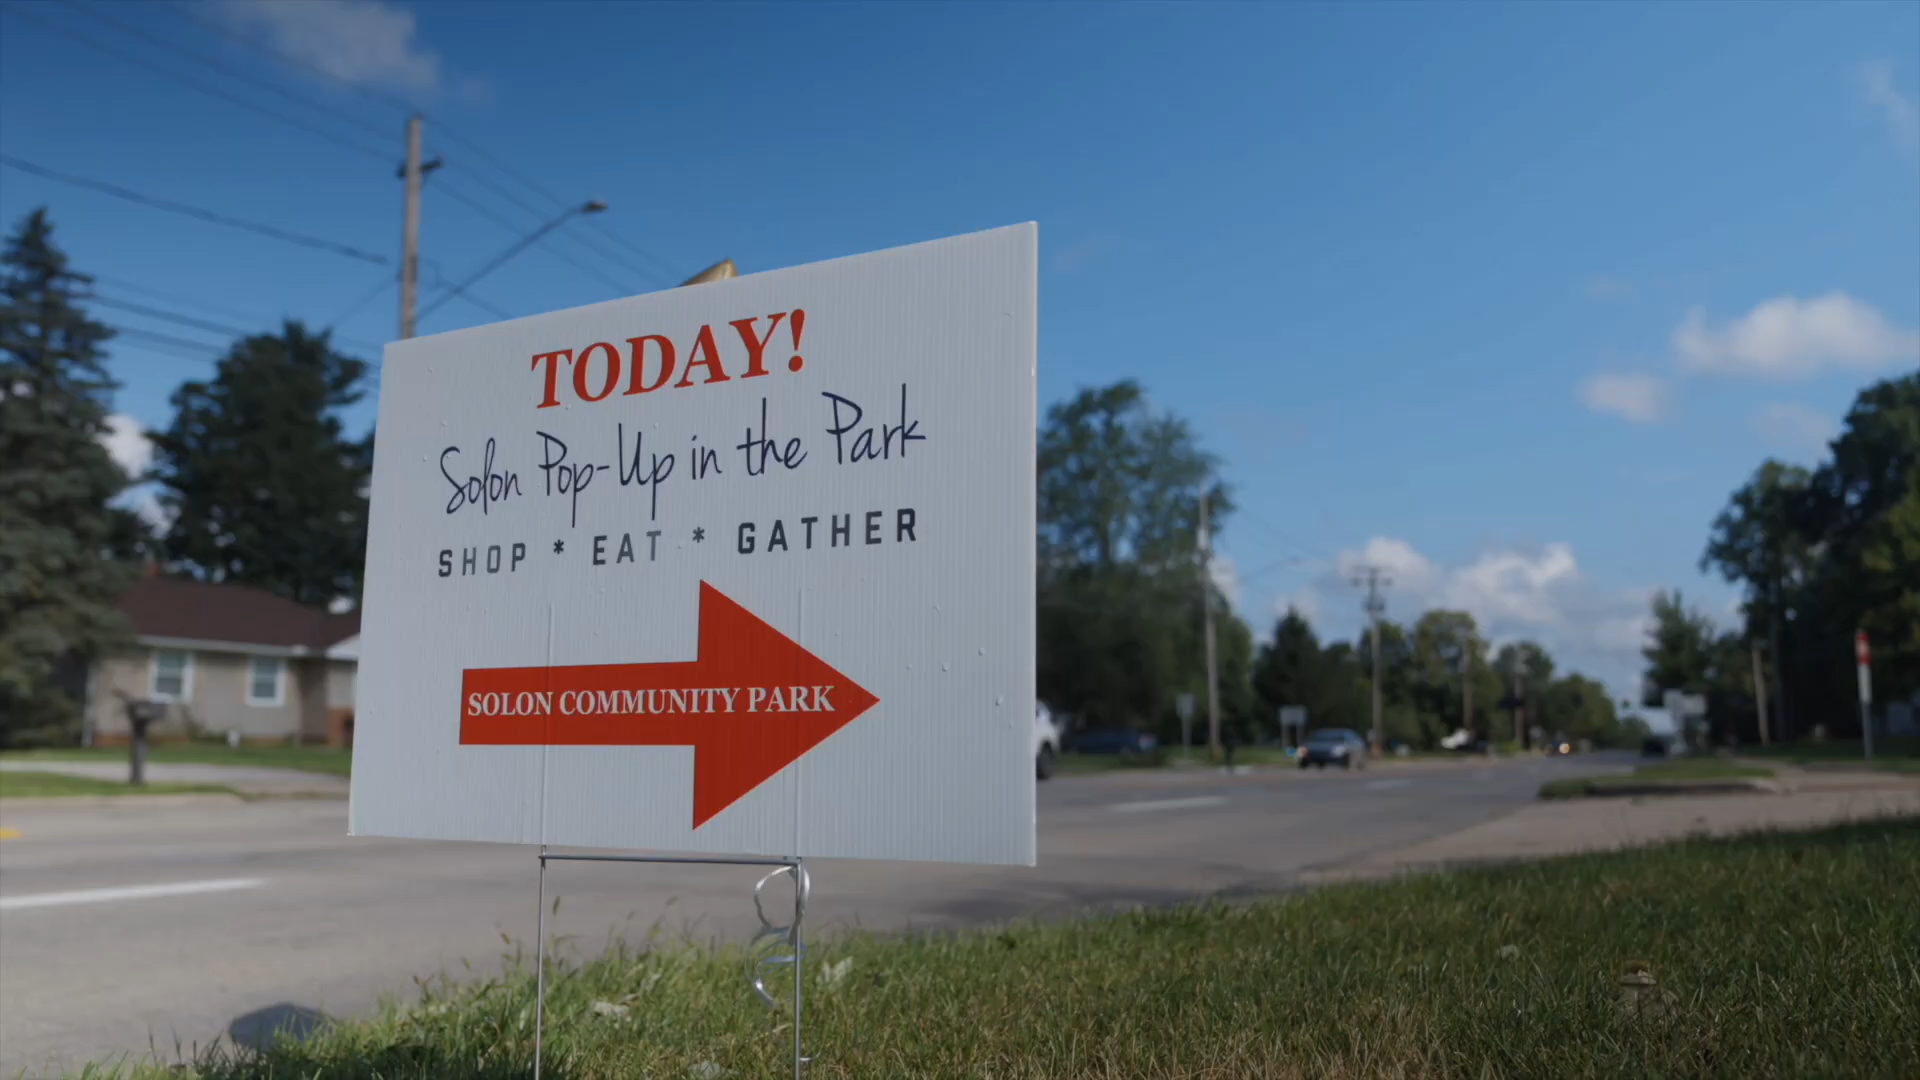 TODAY!
Solon Pop-Up in the Park
SHOP * EAT * GATHER
SOLON COMMUNITY PARK